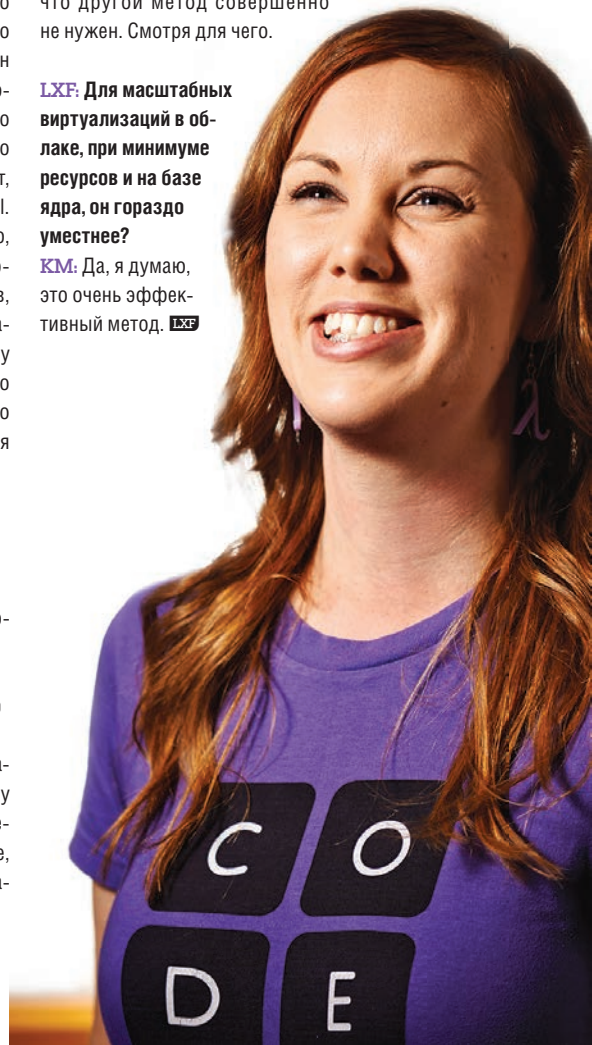 что другой метод совершенно
не нужен. Смотря для чего.
LXF: Для масштабных
виртуализаций в об-
лаке, при минимуме
ресурсов и на базе
ядра, он гораздо
уместнее?
KM: Да, я думаю,
это очень эффек-
тивный метод. LXF
C O
D E
λ